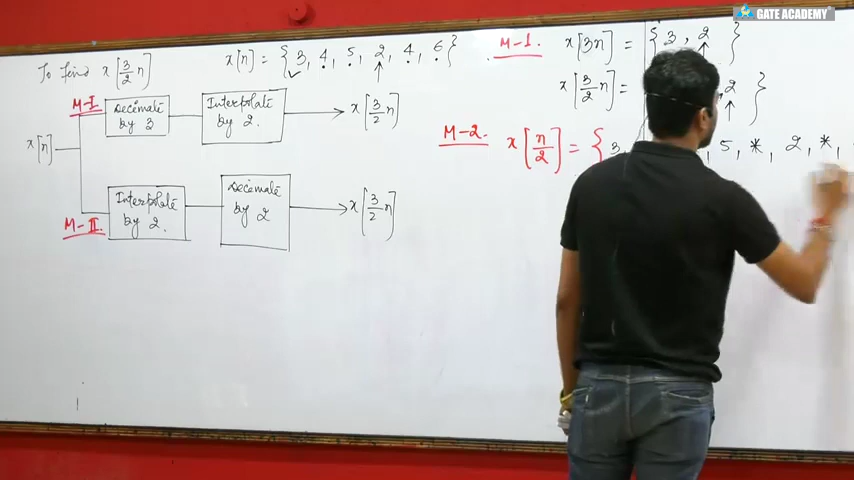 GATE ACADEMY
To find x[3/2 n]
x[n] = {3, 4, 5, 2, 4, 6}
↑
M-I
Decimate by 3
Interpolate by 2.
x[3/2 n]
x[n]
M-II.
Interpolate by 2.
Decimate by 2
x[3/2 n]
M-1.
x[3n] = {3, 2}
↑
x[3/2 n] = , 2}
↑
M-2.
x[n/2] = {3, , 5, *, 2, *,